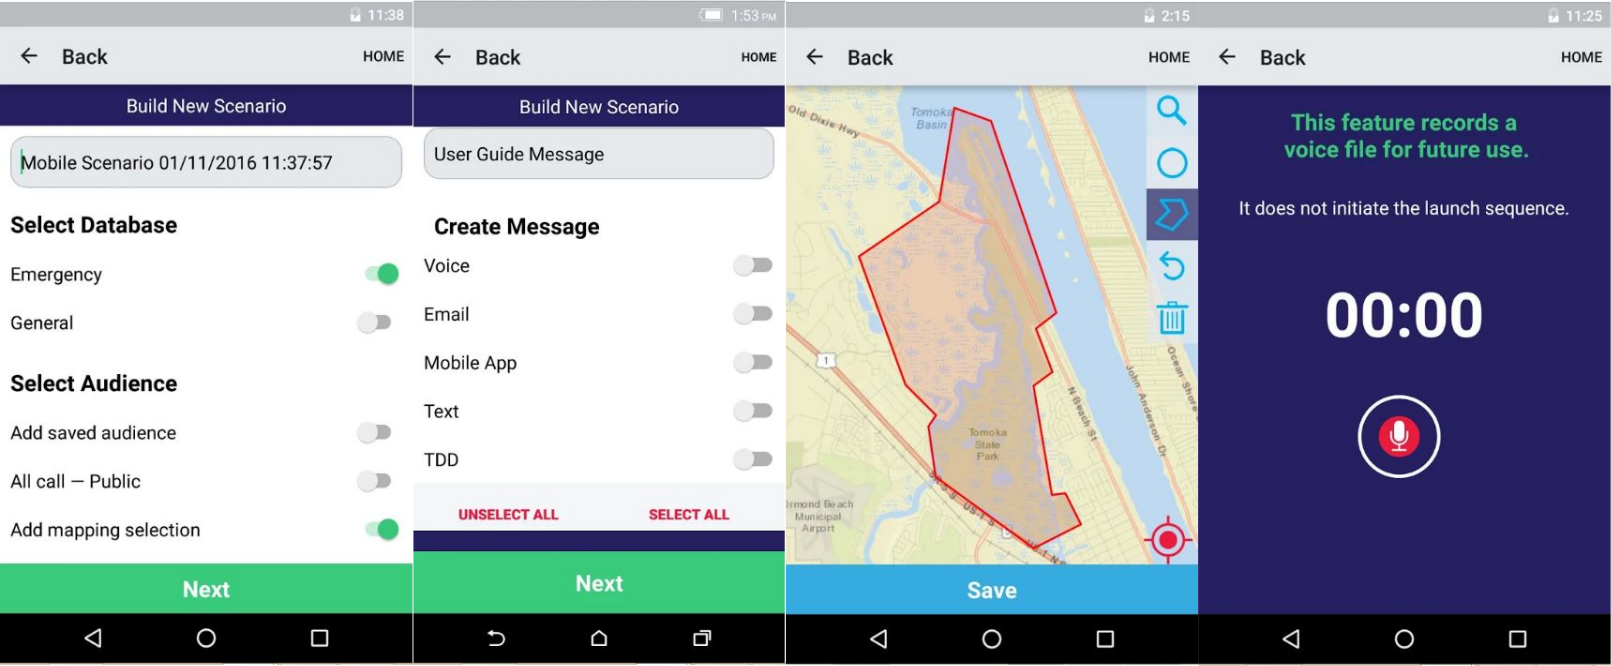 11:38
Back
HOME
Build New Scenario
Mobile Scenario 01/11/2016 11:37:57
Select Database
Emergency
General
Select Audience
Add saved audience
All call – Public
Add mapping selection
Next
1:53 PM
Back
HOME
Build New Scenario
User Guide Message
Create Message
Voice
Email
Mobile App
Text
TDD
UNSELECT ALL
SELECT ALL
Next
2:15
Back
HOME
Old Dixie Hwy
Tomoka
Basin
1
N Beach St
John Anderson Dr
Ocean Shore
Tomoka
State
Park
US-1 S
US-1 N
rmond Beach
Municipal
Airport
Save
11:25
Back
HOME
This feature records a
voice file for future use.
It does not initiate the launch sequence.
00:00